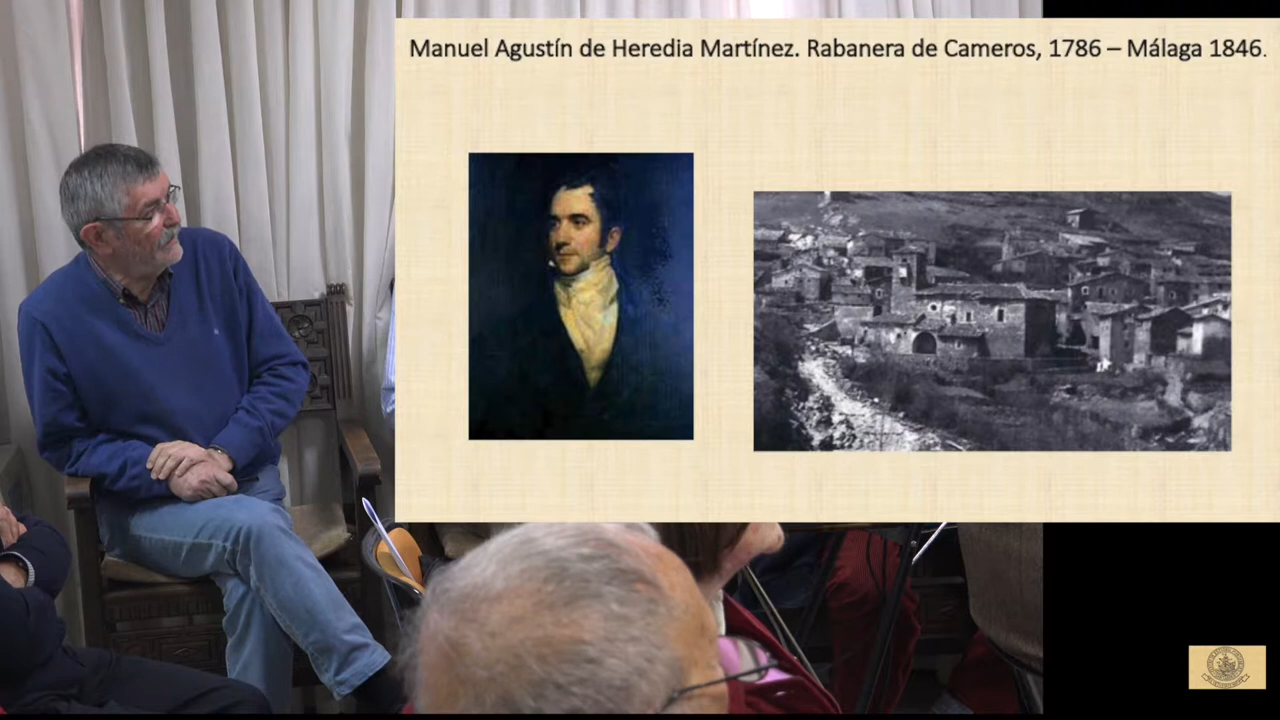 Manuel Agustín de Heredia Martínez. Rabanera de Cameros, 1786 – Málaga 1846.